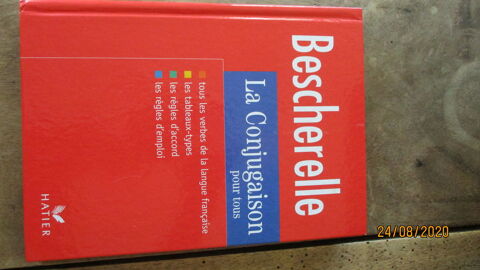 Bescherelle
La Conjugaison
pour tous
tous les verbes de la langue française
les tableaux-types
les règles d'accord
les règles d'emploi
HATIER
24/08/2020